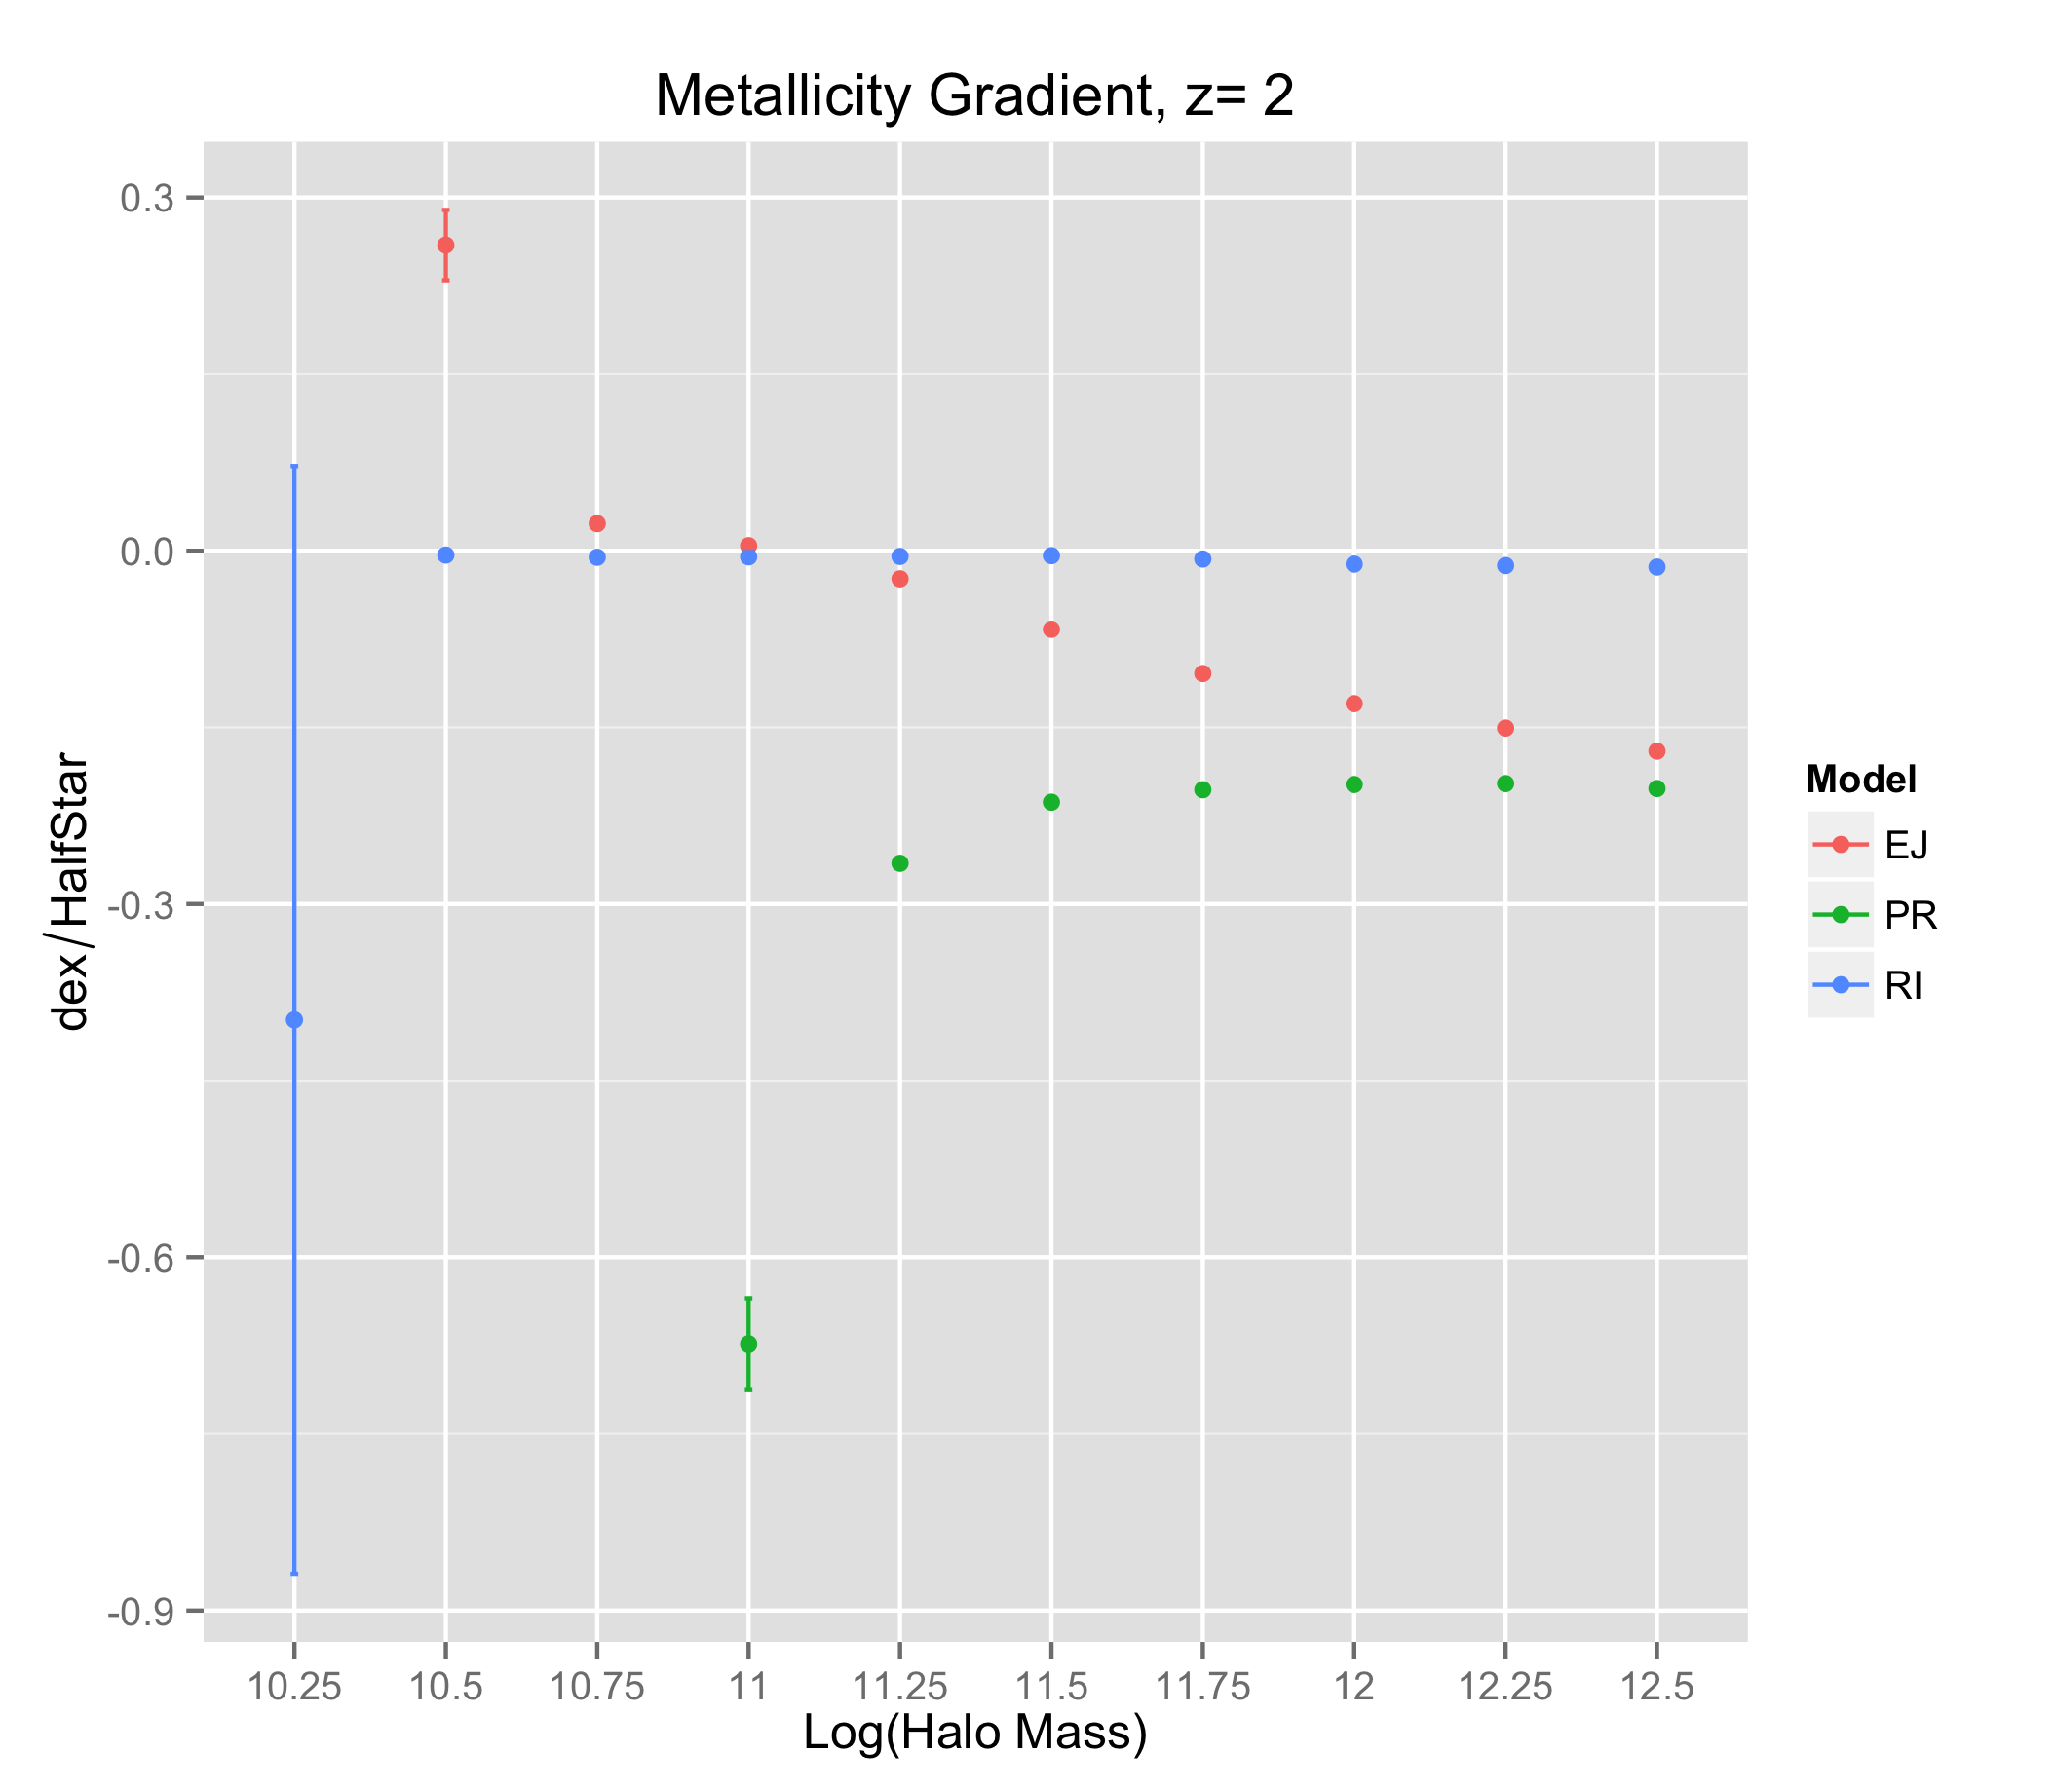 Metallicity Gradient, z= 2
0.3
0.0
-0.3
-0.6
-0.9
dex / HalfStar
10.25 10.5 10.75 11 11.25 11.5 11.75 12 12.25 12.5
Log(Halo Mass)
Model
EJ
PR
RI